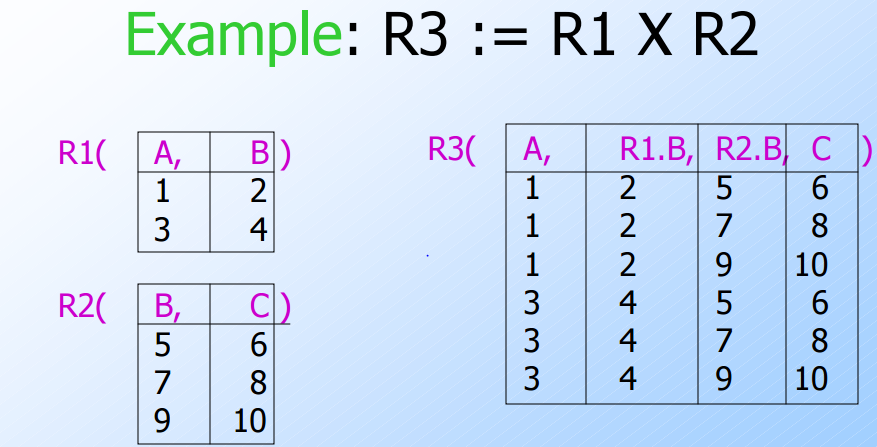 Example: R3 := R1 X R2
R1( A, B )
1 2
3 4
R2( B, C )
5 6
7 8
9 10
R3( A, R1.B, R2.B, C )
1 2 5 6
1 2 7 8
1 2 9 10
3 4 5 6
3 4 7 8
3 4 9 10